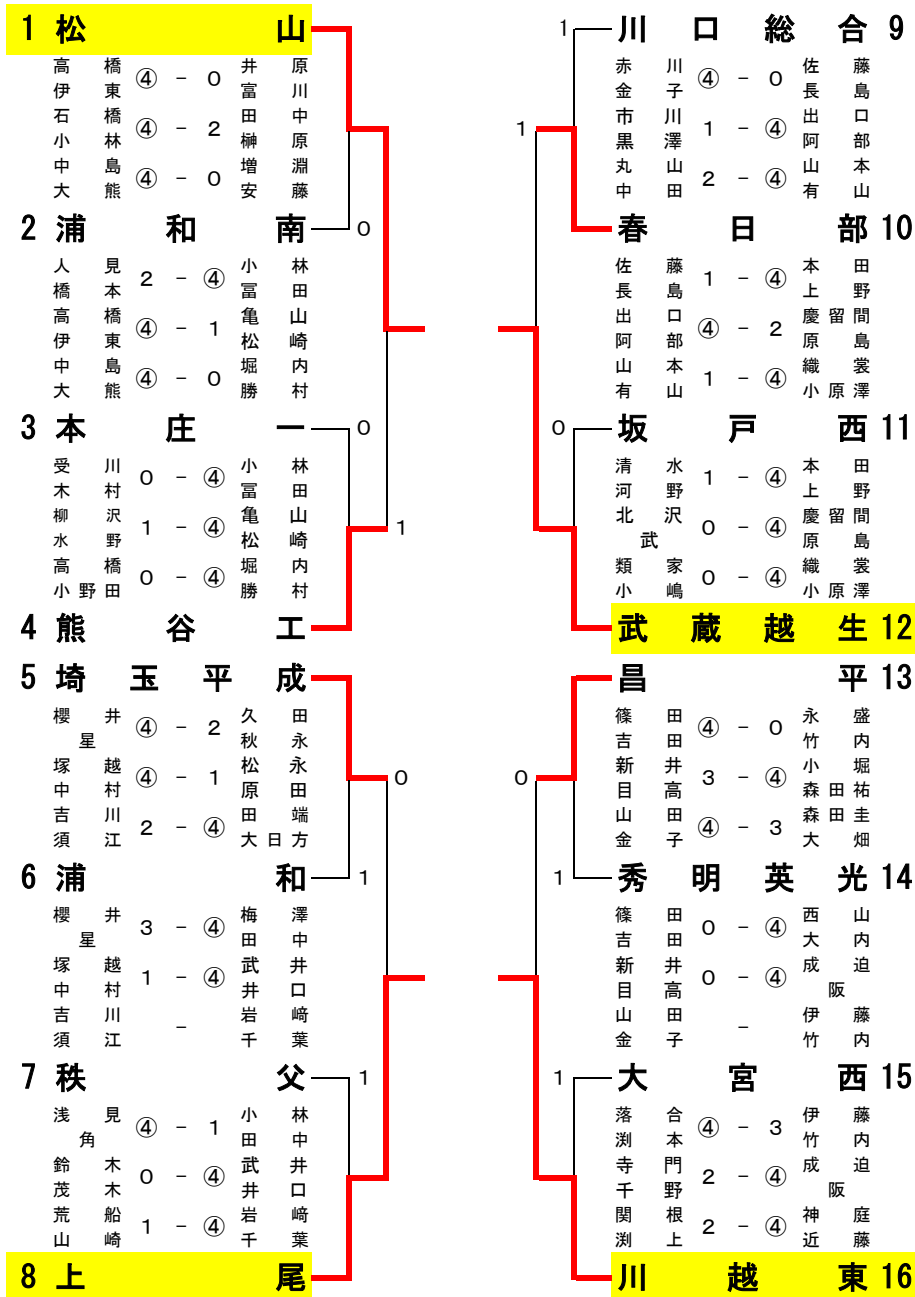 1 松山
高橋 井原
④ - 0
伊東 富川
石橋 田中
④ - 2
小林 榊原
中島 増淵
④ - 0
大熊 安藤
2 浦和南 0
人見 小林
2 - ④
橋本 冨田
高橋 亀山
④ - 1
伊東 松崎
中島 堀内
④ - 0
大熊 勝村
3 本庄一 0
受川 小林
0 - ④
木村 冨田
柳沢 亀山
1 - ④ 1
水野 松崎
高橋 堀内
0 - ④
小野田 勝村
4 熊谷工
5 埼玉平成
櫻井 久田
④ - 2
星 秋永
塚越 松永
④ - 1 0
中村 原田
吉川 田端
2 - ④
須江 大日方
6 浦和 1
櫻井 梅澤
3 - ④
星 田中
塚越 武井
1 - ④
中村 井口
吉川 岩﨑
-
須江 千葉
7 秩父 1
浅見 小林
④ - 1
角 田中
鈴木 武井
0 - ④
茂木 井口
荒船 岩﨑
1 - ④
山崎 千葉
8 上尾
1 川口総合 9
赤川 佐藤
④ - 0
金子 長島
市川 出口
1 1 - ④
黒澤 阿部
丸山 山本
2 - ④
中田 有山
春日部 10
佐藤 本田
1 - ④
長島 上野
出口 慶留間
④ - 2
阿部 原島
山本 織裳
1 - ④
有山 小原澤
0 坂戸西 11
清水 本田
1 - ④
河野 上野
北沢 慶留間
0 - ④
武 原島
類家 織裳
0 - ④
小嶋 小原澤
武蔵越生 12
昌平 13
篠田 永盛
④ - 0
吉田 竹内
新井 小堀
0 3 - ④
目高 森田祐
山田 森田圭
④ - 3
金子 大畑
1 秀明英光 14
篠田 西山
0 - ④
吉田 大内
新井 成迫
0 - ④
目高 阪
山田 伊藤
-
金子 竹内
1 大宮西 15
落合 伊藤
④ - 3
渕本 竹内
寺門 成迫
2 - ④
千野 阪
関根 神庭
2 - ④
渕上 近藤
川越東 16